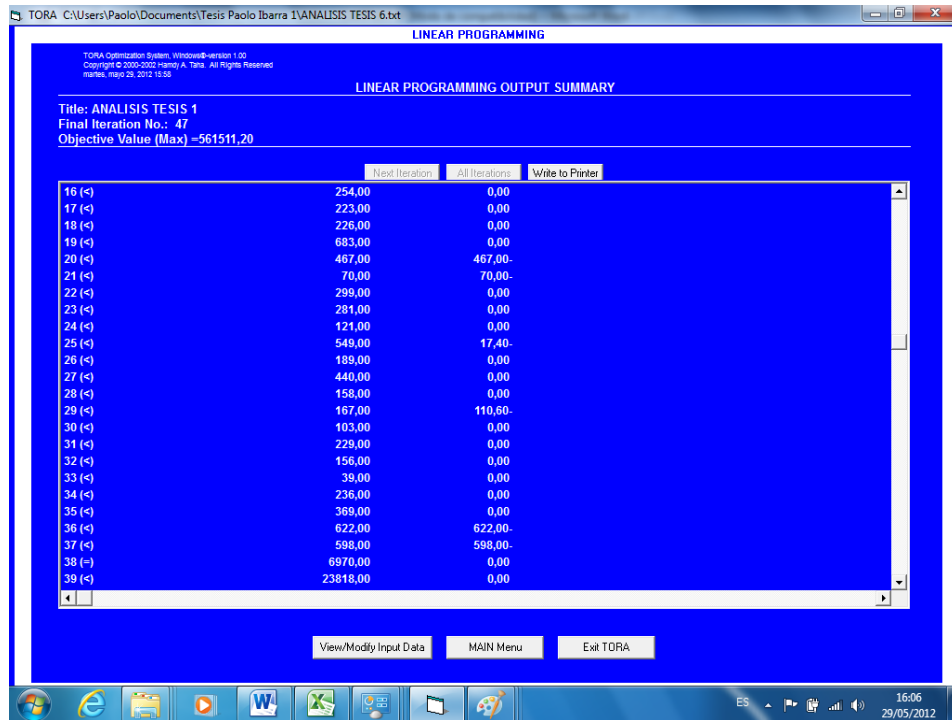 TORA C:\Users\Paolo\Documents\Tesis Paolo Ibarra 1\ANALISIS TESIS 6.txt
LINEAR PROGRAMMING
TORA Optimization System, Windows®-version 1.00
Copyright © 2000-2002 Hamdy A. Taha. All Rights Reserved
martes, mayo 29, 2012 15:58
LINEAR PROGRAMMING OUTPUT SUMMARY
Title: ANALISIS TESIS 1
Final Iteration No.: 47
Objective Value (Max) =561511,20
Next Iteration All Iterations Write to Printer
16 (<) 254,00 0,00
17 (<) 223,00 0,00
18 (<) 226,00 0,00
19 (<) 683,00 0,00
20 (<) 467,00 467,00-
21 (<) 70,00 70,00-
22 (<) 299,00 0,00
23 (<) 281,00 0,00
24 (<) 121,00 0,00
25 (<) 549,00 17,40-
26 (<) 189,00 0,00
27 (<) 440,00 0,00
28 (<) 158,00 0,00
29 (<) 167,00 110,60-
30 (<) 103,00 0,00
31 (<) 229,00 0,00
32 (<) 156,00 0,00
33 (<) 39,00 0,00
34 (<) 236,00 0,00
35 (<) 369,00 0,00
36 (<) 622,00 622,00-
37 (<) 598,00 598,00-
38 (=) 6970,00 0,00
39 (<) 23818,00 0,00
View/Modify Input Data MAIN Menu Exit TORA
ES 16:06
29/05/2012